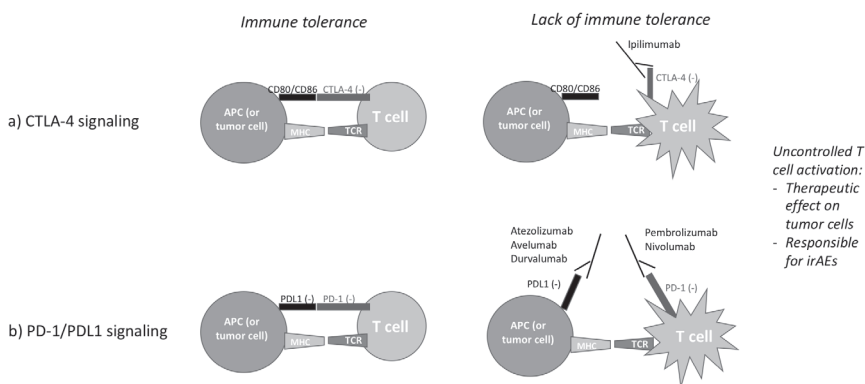 Immune tolerance
Lack of immune tolerance
a) CTLA-4 signaling
CD80/CD86
CTLA-4 (-)
APC (or
tumor cell)
MHC
TCR
T cell
Ipilimumab
CD80/CD86
CTLA-4 (-)
APC (or
tumor cell)
MHC
TCR
T cell
Uncontrolled T
cell activation:
- Therapeutic
effect on
tumor cells
- Responsible
for irAEs
b) PD-1/PDL1 signaling
PDL1 (-)
PD-1 (-)
APC (or
tumor cell)
MHC
TCR
T cell
Atezolizumab
Avelumab
Durvalumab
Pembrolizumab
Nivolumab
PDL1 (-)
PD-1 (-)
APC (or
tumor cell)
MHC
TCR
T cell